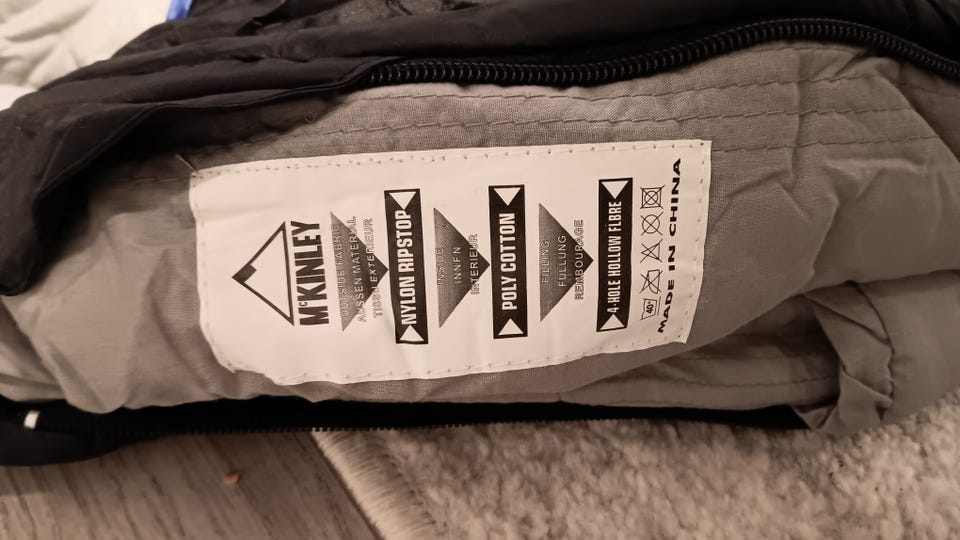 McKINLEY
OUTSIDE FABRIC
AUSSEN MATERIAL
TISSU EXTERIEUR
NYLON RIPSTOP
INSIDE
INNEN
INTERIEUR
POLY COTTON
FILLING
FULLUNG
REMBOURAGE
4-HOLE HOLLOW FLBRE
40°
MADE IN CHINA